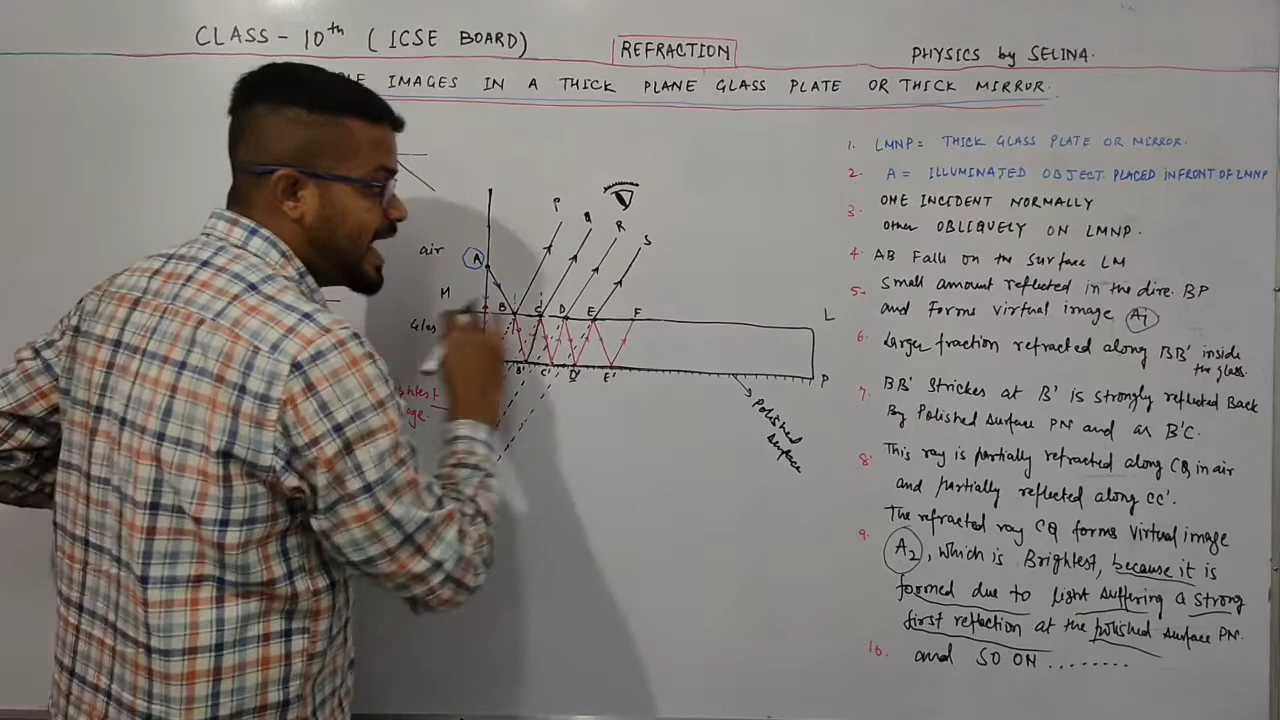 CLASS - 10th ( ICSE BOARD)
REFRACTION
PHYSICS by SELINA.
IMAGES IN A THICK PLANE GLASS PLATE OR THICK MIRROR.
1. LMNP = THICK GLASS PLATE OR MIRROR.
2. A = ILLUMINATED OBJECT PLACED IN FRONT OF LMNP
3. ONE INCIDENT NORMALLY
Other OBLIQUELY ON LMNP.
4. AB Falls on the surface LM
5. Small amount reflected in the dire. BP
and forms virtual image A1
6. Larger fraction refracted along BB' inside
the glass.
7. BB' Strickes at B' is strongly reflected Back
By Polished surface PN and as B'C.
8. This ray is partially refracted along CQ in air
and partially reflected along CC'.
9. The refracted ray CQ forms virtual image
A2, which is Brightest, because it is
formed due to light suffering a strong
first reflection at the polished surface PN.
10. and SO ON ........
P
R
S
air
A
M
B C D E F
L
B' C' D' E'
P
Polished
surface